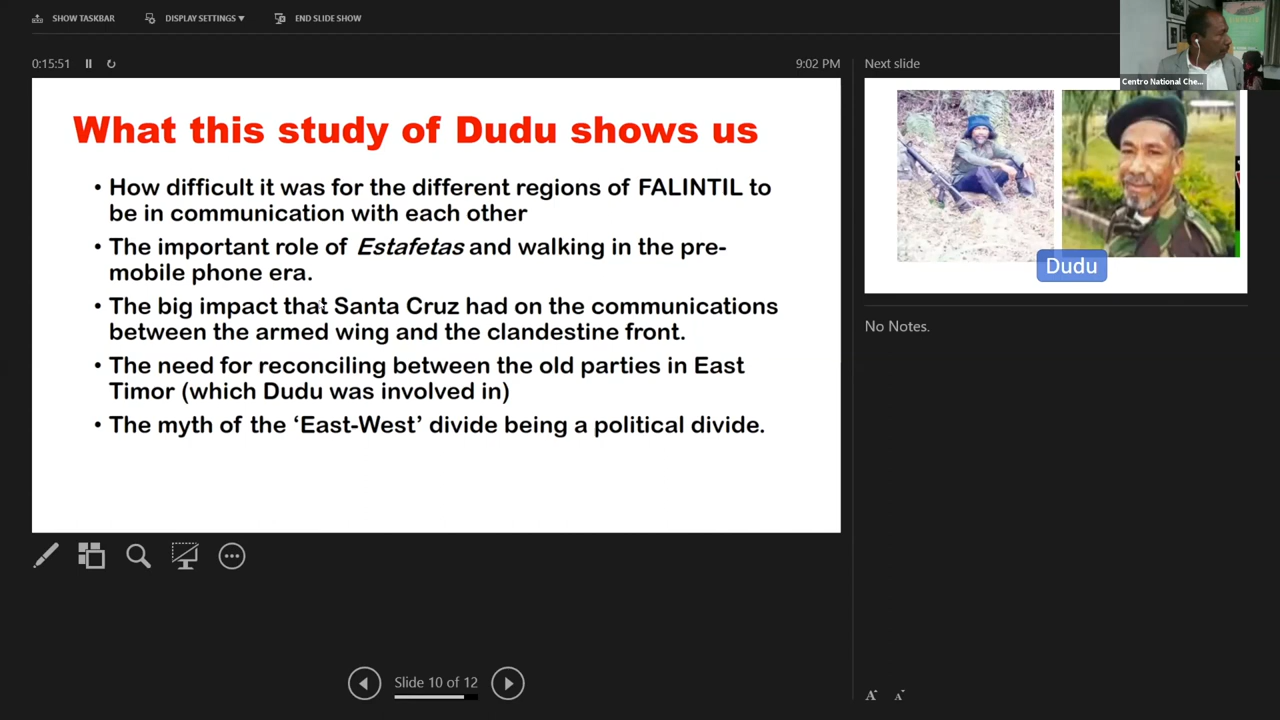 SHOW TASKBAR
DISPLAY SETTINGS ▼
END SLIDE SHOW
0:15:51
9:02 PM
What this study of Dudu shows us
• How difficult it was for the different regions of FALINTIL to
be in communication with each other
• The important role of Estafetas and walking in the pre-
mobile phone era.
• The big impact that Santa Cruz had on the communications
between the armed wing and the clandestine front.
• The need for reconciling between the old parties in East
Timor (which Dudu was involved in)
• The myth of the ‘East-West’ divide being a political divide.
Slide 10 of 12
Centro National Che...
Next slide
Dudu
No Notes.
A
A